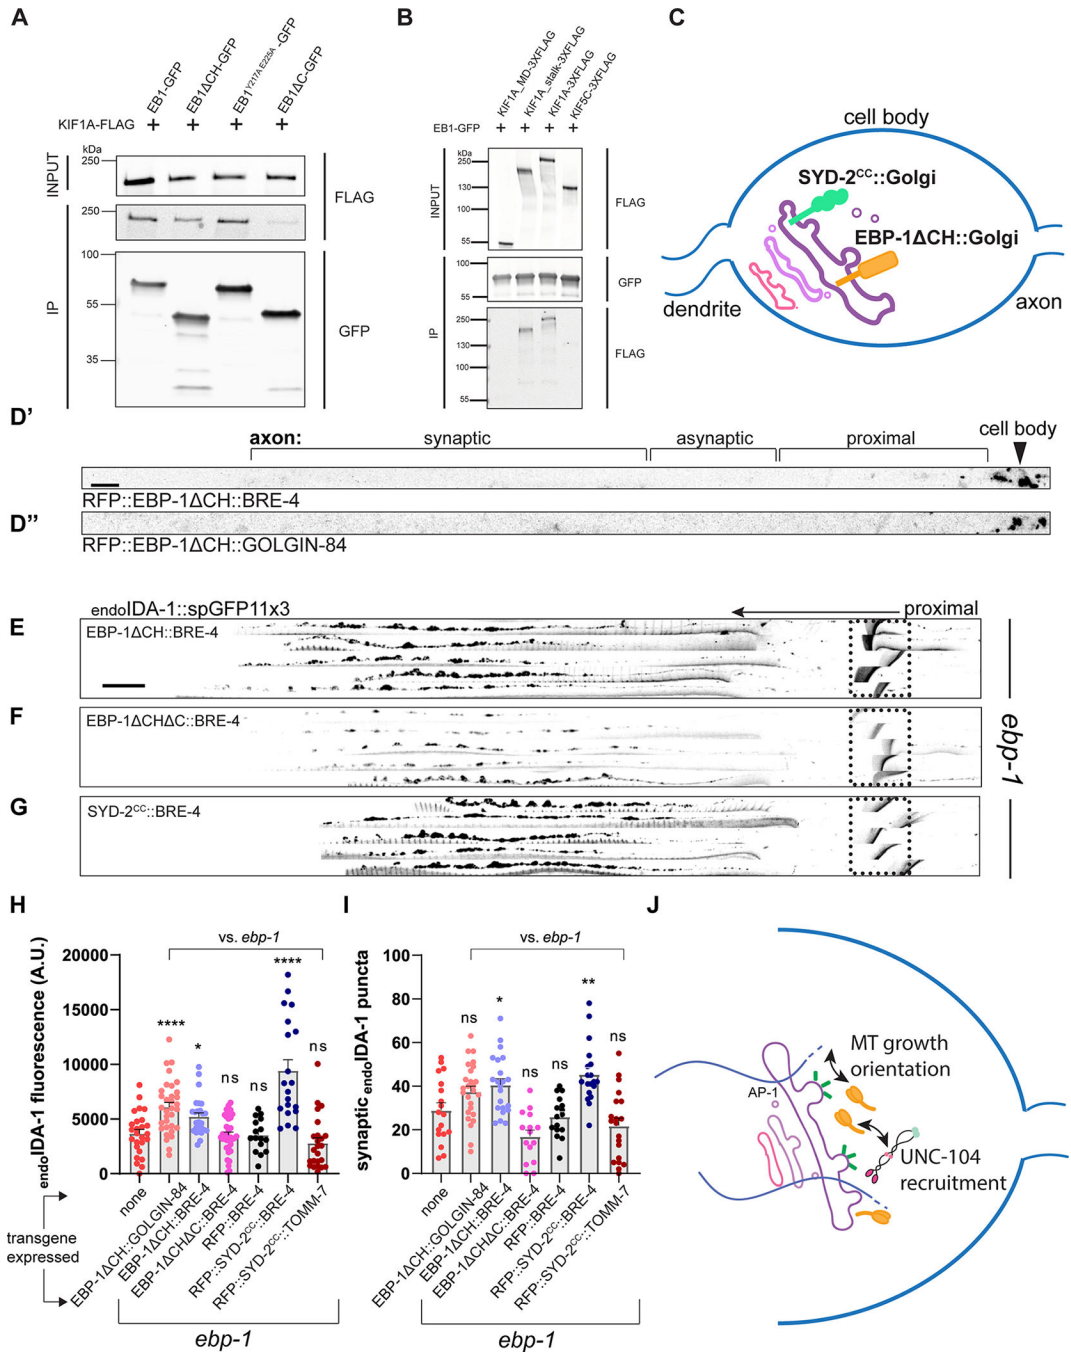 A
EB1-GFP
EB1ΔCH-GFP
EB1Y217A E225A-GFP
EB1ΔC-GFP
KIF1A-FLAG + + + +
kDa
INPUT
250
FLAG
250
IP
100
55
35
GFP
B
KIF1A_MD-3XFLAG
KIF1A_stalk-3XFLAG
KIF1A-3XFLAG
KIF5C-3XFLAG
EB1-GFP + + + +
kDa
INPUT
250
130
100
55
FLAG
100
55
GFP
IP
250
130
100
55
FLAG
C
cell body
SYD-2CC::Golgi
EBP-1ΔCH::Golgi
dendrite
axon
D'
axon:
synaptic
asynaptic
proximal
cell body
RFP::EBP-1ΔCH::BRE-4
D''
RFP::EBP-1ΔCH::GOLGIN-84
endoIDA-1::spGFP11x3
proximal
E
EBP-1ΔCH::BRE-4
F
EBP-1ΔCHΔC::BRE-4
G
SYD-2CC::BRE-4
ebp-1
H
vs. ebp-1
endoIDA-1 fluorescence (A.U.)
20000
15000
10000
5000
0
****
*
ns
ns
****
ns
none
EBP-1ΔCH::GOLGIN-84
EBP-1ΔCH::BRE-4
EBP-1ΔCHΔC::BRE-4
RFP::BRE-4
RFP::SYD-2CC::BRE-4
RFP::SYD-2CC::TOMM-7
transgene
expressed
ebp-1
I
vs. ebp-1
synaptic endoIDA-1 puncta
100
80
60
40
20
0
ns
*
ns
ns
**
ns
none
EBP-1ΔCH::GOLGIN-84
EBP-1ΔCH::BRE-4
EBP-1ΔCHΔC::BRE-4
RFP::BRE-4
RFP::SYD-2CC::BRE-4
RFP::SYD-2CC::TOMM-7
ebp-1
J
MT growth
orientation
AP-1
UNC-104
recruitment